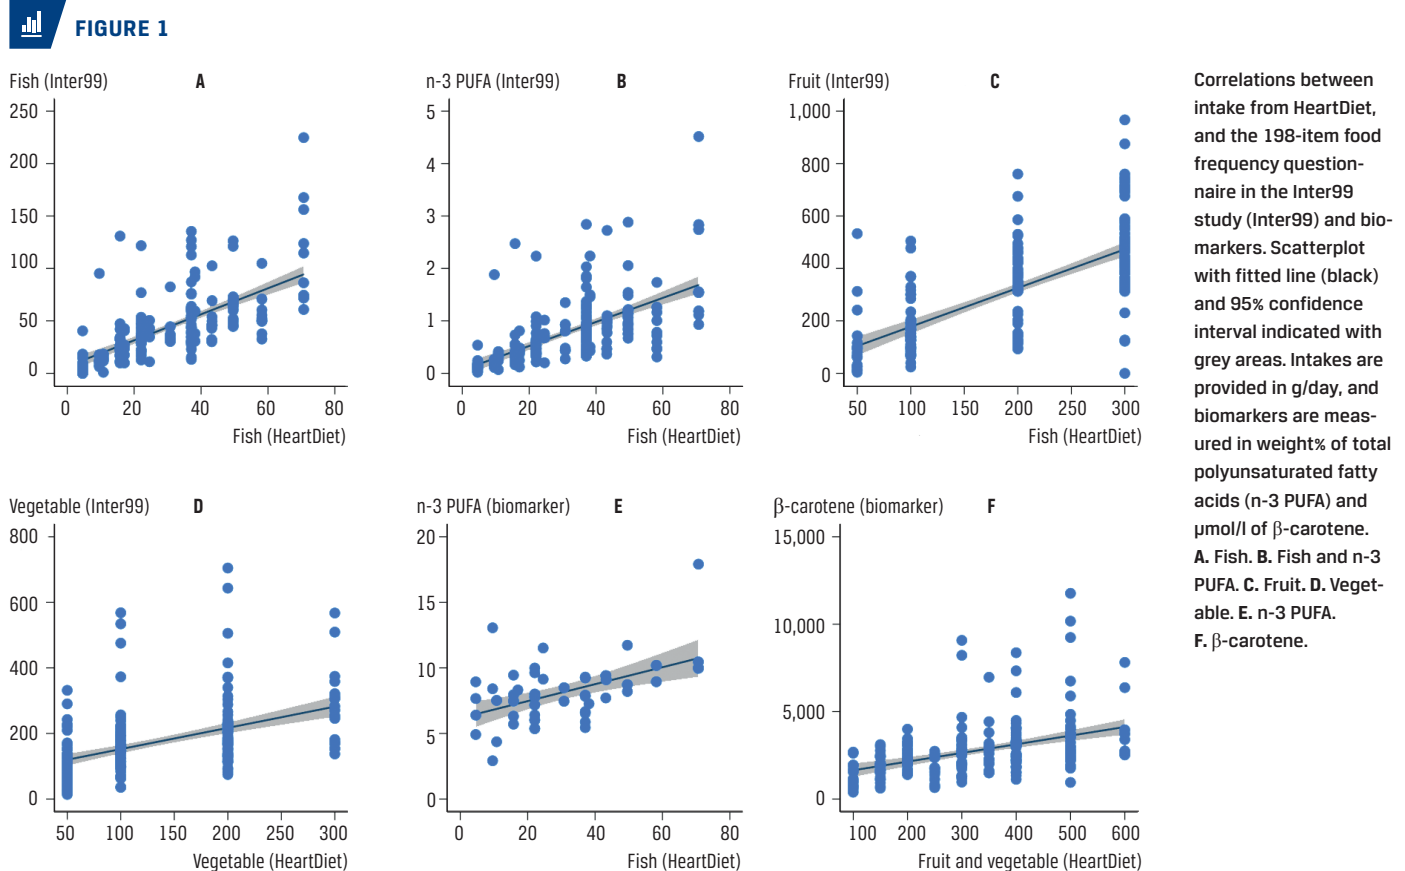 FIGURE 1
Fish (Inter99)
A
250
200
150
100
50
0
0 20 40 60 80
Fish (HeartDiet)
n-3 PUFA (Inter99)
B
5
4
3
2
1
0
0 20 40 60 80
Fish (HeartDiet)
Fruit (Inter99)
C
1,000
800
600
400
200
0
50 100 150 200 250 300
Fish (HeartDiet)
Vegetable (Inter99)
D
800
600
400
200
0
50 100 150 200 250 300
Vegetable (HeartDiet)
n-3 PUFA (biomarker)
E
20
15
10
5
0
0 20 40 60 80
Fish (HeartDiet)
β-carotene (biomarker)
F
15,000
10,000
5,000
0
100 200 300 400 500 600
Fruit and vegetable (HeartDiet)
Correlations between
intake from HeartDiet,
and the 198-item food
frequency question-
naire in the Inter99
study (Inter99) and bio-
markers. Scatterplot
with fitted line (black)
and 95% confidence
interval indicated with
grey areas. Intakes are
provided in g/day, and
biomarkers are meas-
ured in weight% of total
polyunsaturated fatty
acids (n-3 PUFA) and
µmol/l of β-carotene.
A. Fish. B. Fish and n-3
PUFA. C. Fruit. D. Veget-
able. E. n-3 PUFA.
F. β-carotene.